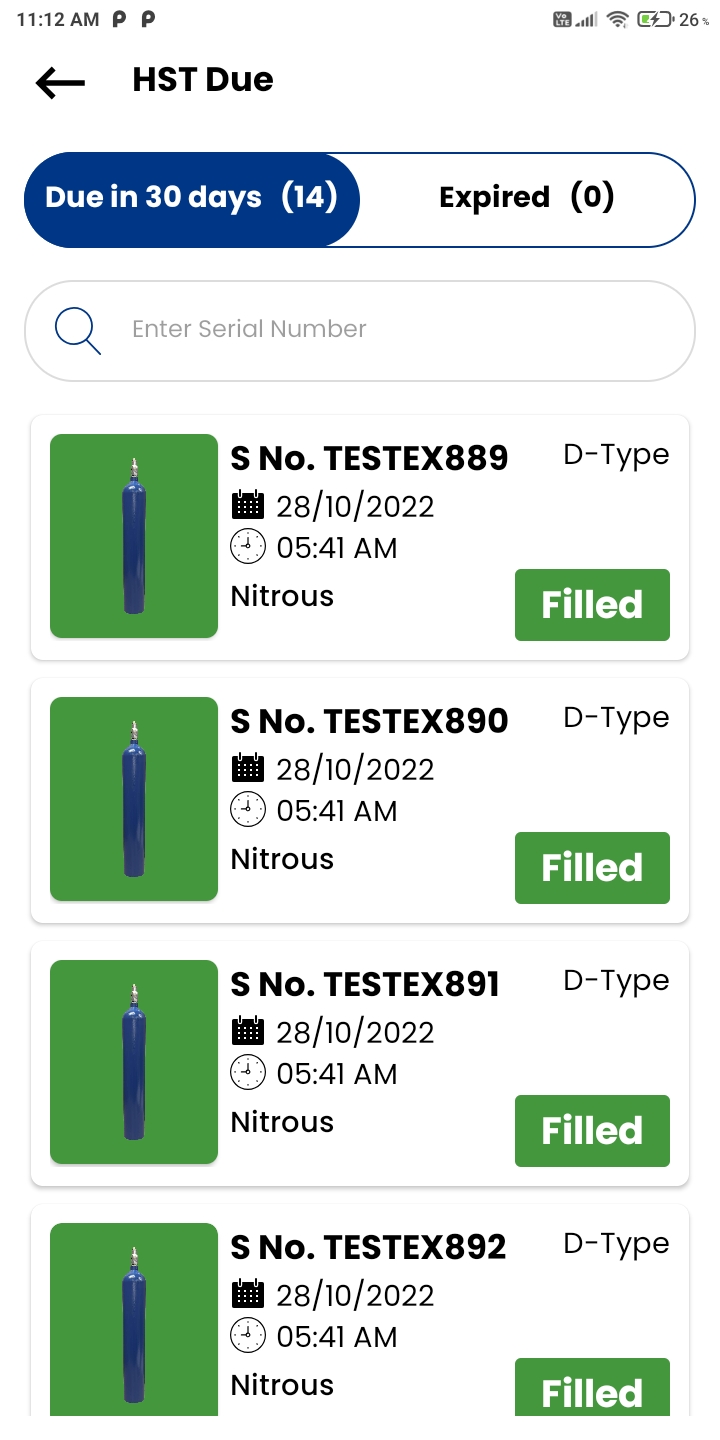 11:12 AM P P Vo LTE 26 %
HST Due
Due in 30 days (14) Expired (0)
Enter Serial Number
S No. TESTEX889 D-Type
28/10/2022
05:41 AM
Nitrous Filled
S No. TESTEX890 D-Type
28/10/2022
05:41 AM
Nitrous Filled
S No. TESTEX891 D-Type
28/10/2022
05:41 AM
Nitrous Filled
S No. TESTEX892 D-Type
28/10/2022
05:41 AM
Nitrous Filled